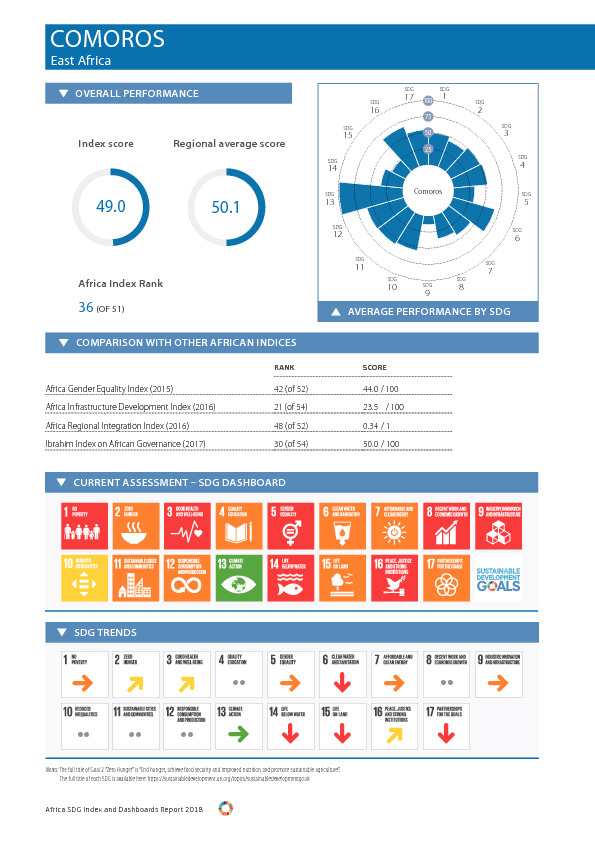 COMOROS
East Africa
OVERALL PERFORMANCE
Index score
Regional average score
49.0
50.1
Africa Index Rank
36 (OF 51)
SDG 1
SDG 2
SDG 3
SDG 4
SDG 5
SDG 6
SDG 7
SDG 8
SDG 9
SDG 10
SDG 11
SDG 12
SDG 13
SDG 14
SDG 15
SDG 16
SDG 17
100
75
50
25
Comoros
AVERAGE PERFORMANCE BY SDG
COMPARISON WITH OTHER AFRICAN INDICES
RANK SCORE
Africa Gender Equality Index (2015) 42 (of 52) 44.0 / 100
Africa Infrastructure Development Index (2016) 21 (of 54) 23.5 / 100
Africa Regional Integration Index (2016) 48 (of 52) 0.34 / 1
Ibrahim Index on African Governance (2017) 30 (of 54) 50.0 / 100
CURRENT ASSESSMENT – SDG DASHBOARD
1 NO POVERTY
2 ZERO HUNGER
3 GOOD HEALTH AND WELL-BEING
4 QUALITY EDUCATION
5 GENDER EQUALITY
6 CLEAN WATER AND SANITATION
7 AFFORDABLE AND CLEAN ENERGY
8 DECENT WORK AND ECONOMIC GROWTH
9 INDUSTRY, INNOVATION AND INFRASTRUCTURE
10 REDUCED INEQUALITIES
11 SUSTAINABLE CITIES AND COMMUNITIES
12 RESPONSIBLE CONSUMPTION AND PRODUCTION
13 CLIMATE ACTION
14 LIFE BELOW WATER
15 LIFE ON LAND
16 PEACE, JUSTICE AND STRONG INSTITUTIONS
17 PARTNERSHIPS FOR THE GOALS
SUSTAINABLE
DEVELOPMENT
GOALS
SDG TRENDS
1 NO POVERTY
2 ZERO HUNGER
3 GOOD HEALTH AND WELL-BEING
4 QUALITY EDUCATION
5 GENDER EQUALITY
6 CLEAN WATER AND SANITATION
7 AFFORDABLE AND CLEAN ENERGY
8 DECENT WORK AND ECONOMIC GROWTH
9 INDUSTRY, INNOVATION AND INFRASTRUCTURE
10 REDUCED INEQUALITIES
11 SUSTAINABLE CITIES AND COMMUNITIES
12 RESPONSIBLE CONSUMPTION AND PRODUCTION
13 CLIMATE ACTION
14 LIFE BELOW WATER
15 LIFE ON LAND
16 PEACE, JUSTICE AND STRONG INSTITUTIONS
17 PARTNERSHIPS FOR THE GOALS
Notes: The full title of Goal 2 "Zero Hunger" is "End hunger, achieve food security and improved nutrition and promote sustainable agriculture".
The full title of each SDG is available here: https://sustainabledevelopment.un.org/topics/sustainabledevelopmentgoals
Africa SDG Index and Dashboards Report 2018